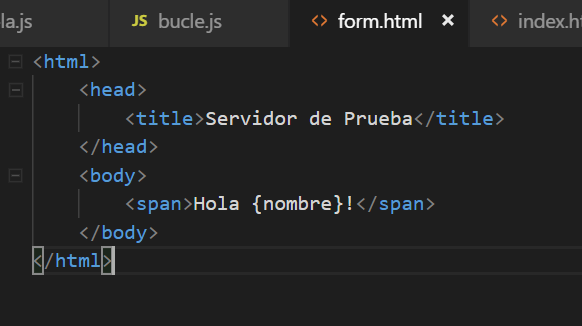 la.js
JS bucle.js
<> form.html ×
<> index.h
<html>
<head>
<title>Servidor de Prueba</title>
</head>
<body>
<span>Hola {nombre}!</span>
</body>
</html>